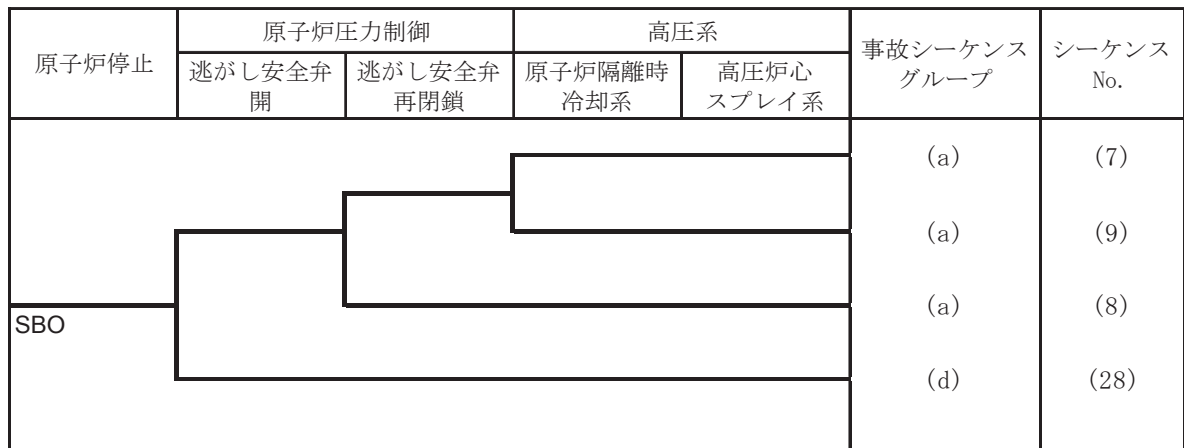 原子炉停止
原子炉圧力制御
高圧系
事故シーケンス
グループ
シーケンス
No.
逃がし安全弁
開
逃がし安全弁
再閉鎖
原子炉隔離時
冷却系
高圧炉心
スプレイ系
(a)
(7)
(a)
(9)
(a)
(8)
SBO
(d)
(28)